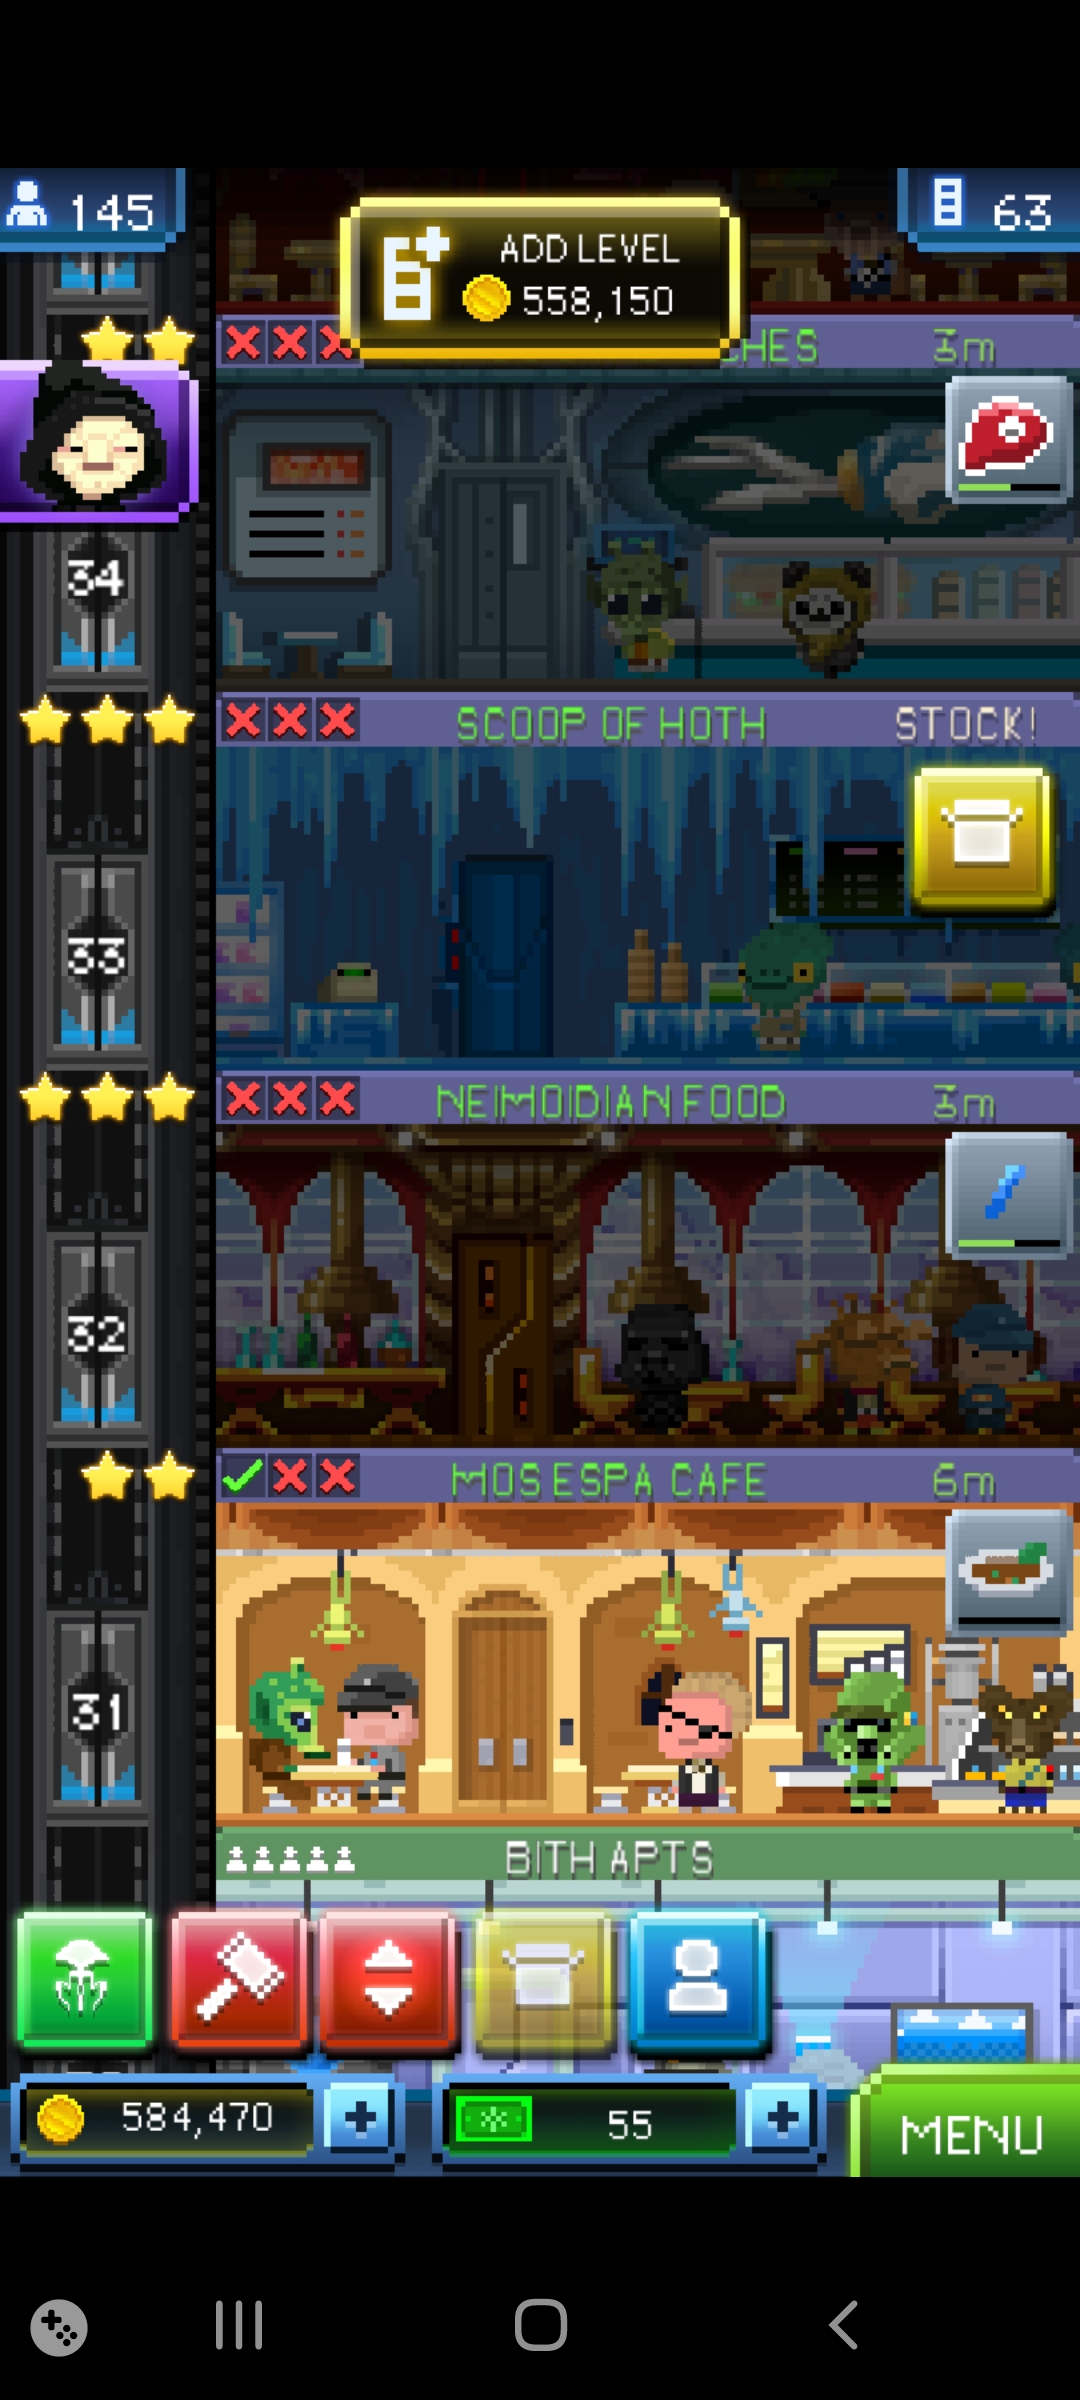 145
63
ADD LEVEL
558,150
CHES 3m
34
SCOOP OF HOTH STOCK!
33
NEIMOIDIAN FOOD 3m
32
MOS ESPA CAFE 6m
31
BITH APTS
584,470
55
MENU